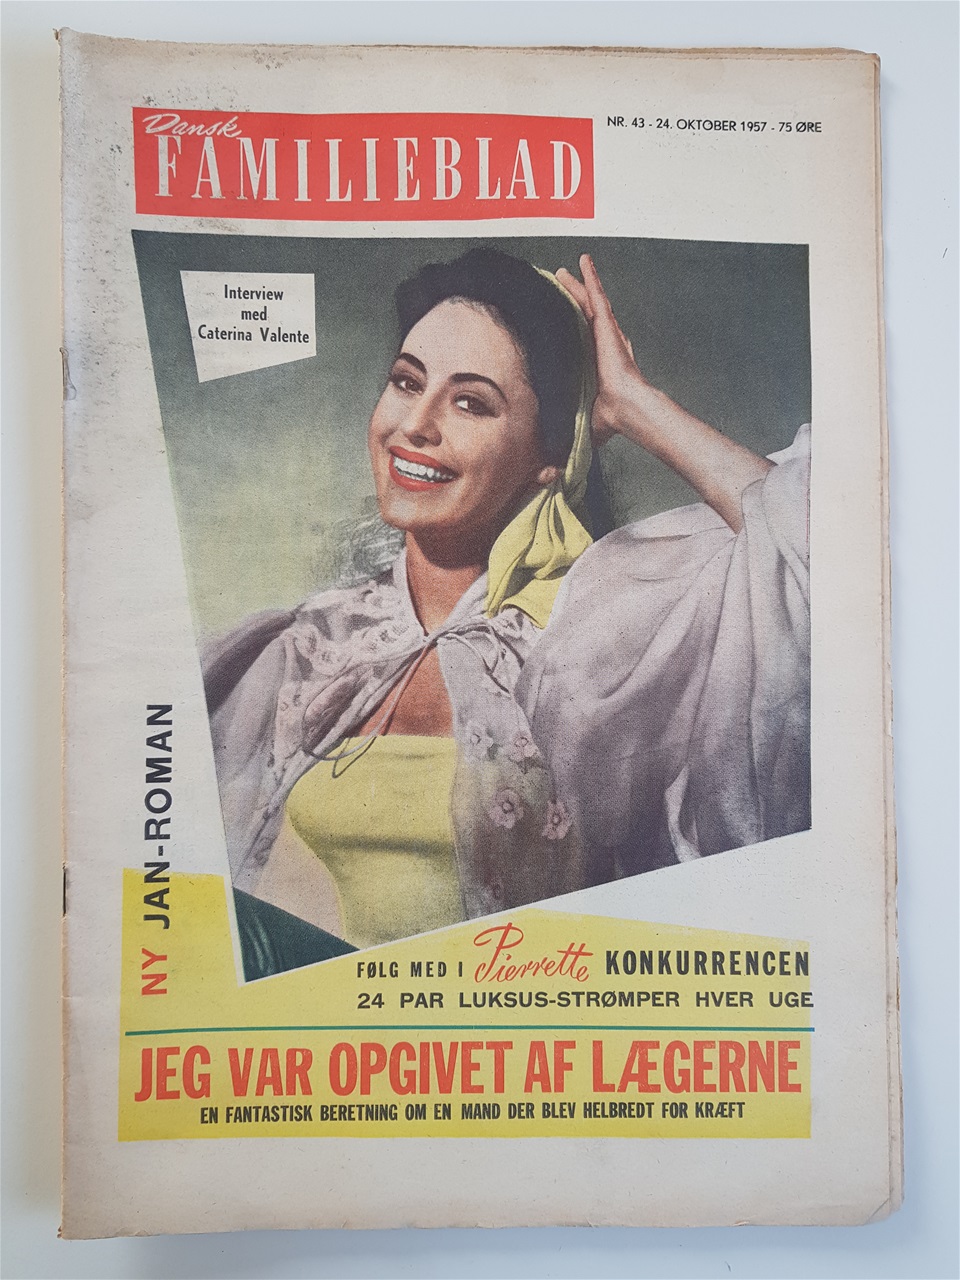 Dansk
FAMILIEBLAD
NR. 43 - 24. OKTOBER 1957 - 75 ØRE
Interview
med
Caterina Valente
NY JAN-ROMAN
FØLG MED I Pierrette KONKURRENCEN
24 PAR LUKSUS-STRØMPER HVER UGE
JEG VAR OPGIVET AF LÆGERNE
EN FANTASTISK BERETNING OM EN MAND DER BLEV HELBREDT FOR KRÆFT